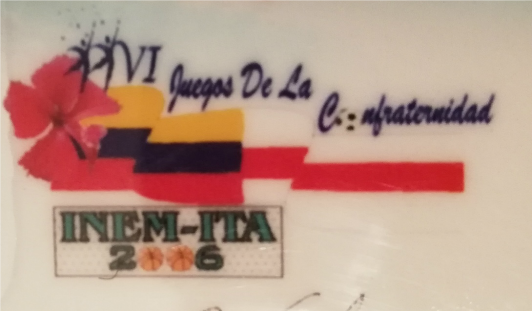 XVI Juegos De La Confraternidad
INEM-ITA
2006